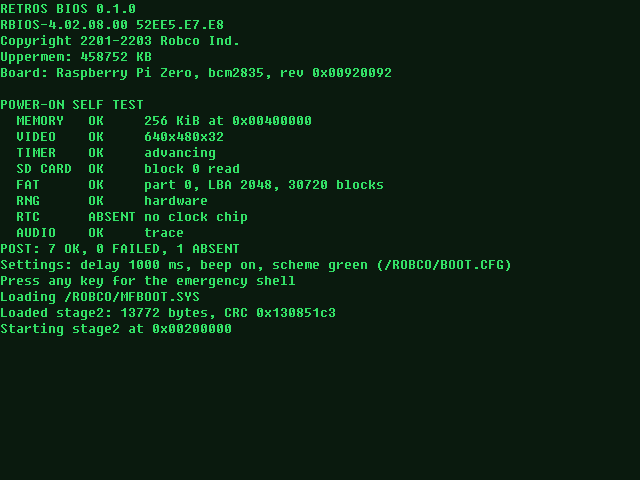 RETROS BIOS 0.1.0
RBIOS-4.02.08.00 52EE5.E7.E8
Copyright 2201-2203 Robco Ind.
Uppermem: 458752 KB
Board: Raspberry Pi Zero, bcm2835, rev 0x00920092
POWER-ON SELF TEST
MEMORY OK 256 KiB at 0x00400000
VIDEO OK 640x480x32
TIMER OK advancing
SD CARD OK block 0 read
FAT OK part 0, LBA 2048, 30720 blocks
RNG OK hardware
RTC ABSENT no clock chip
AUDIO OK trace
POST: 7 OK, 0 FAILED, 1 ABSENT
Settings: delay 1000 ms, beep on, scheme green (/ROBCO/BOOT.CFG)
Press any key for the emergency shell
Loading /ROBCO/MFBOOT.SYS
Loaded stage2: 13772 bytes, CRC 0x130851c3
Starting stage2 at 0x00200000